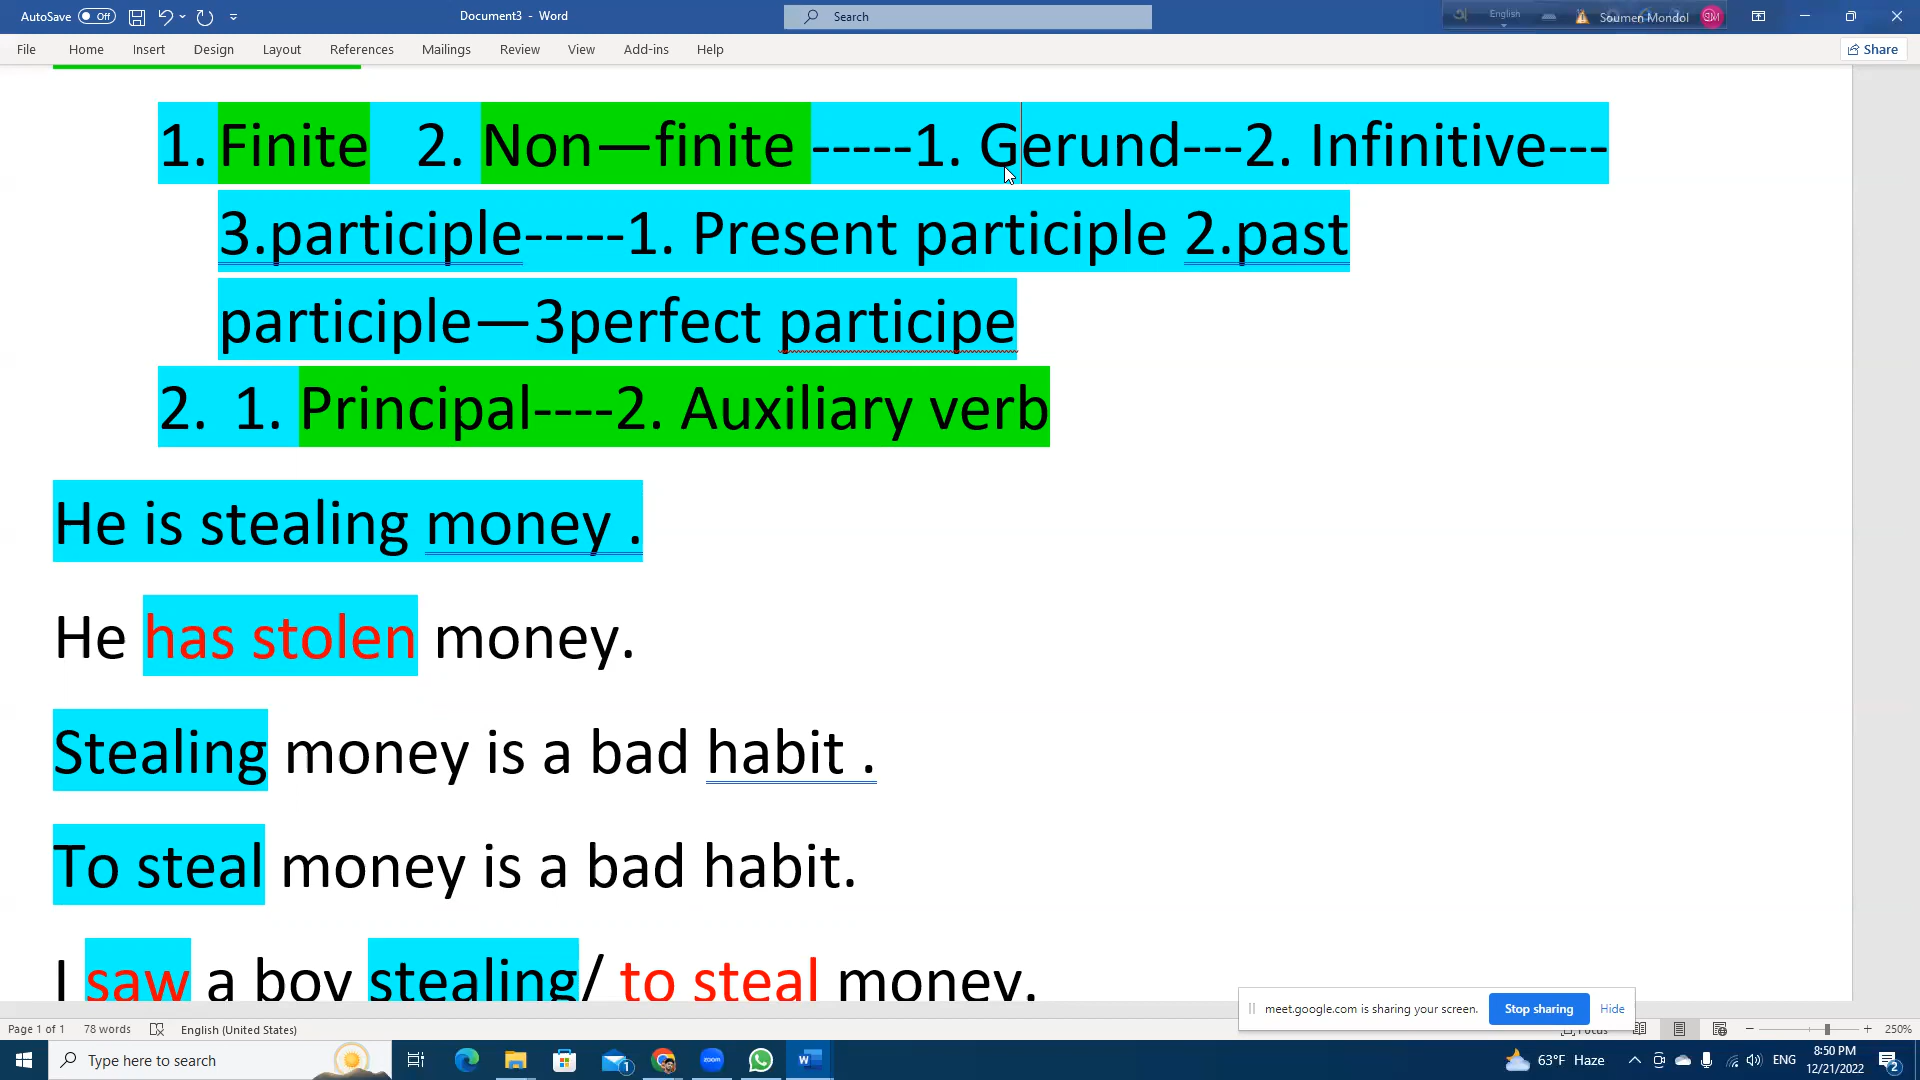 AutoSave Off Document3 - Word Search English Soumen Mondol SM
File Home Insert Design Layout References Mailings Review View Add-ins Help Share
1. Finite 2. Non—finite -----1. Gerund---2. Infinitive---
3.participle-----1. Present participle 2.past
participle—3perfect participe
2. 1. Principal----2. Auxiliary verb
He is stealing money .
He has stolen money.
Stealing money is a bad habit .
To steal money is a bad habit.
I saw a boy stealing/ to steal money.
meet.google.com is sharing your screen. Stop sharing Hide
Page 1 of 1 78 words English (United States) Focus 250%
Type here to search 1 zoom 63°F Haze ENG 8:50 PM
12/21/2022 2